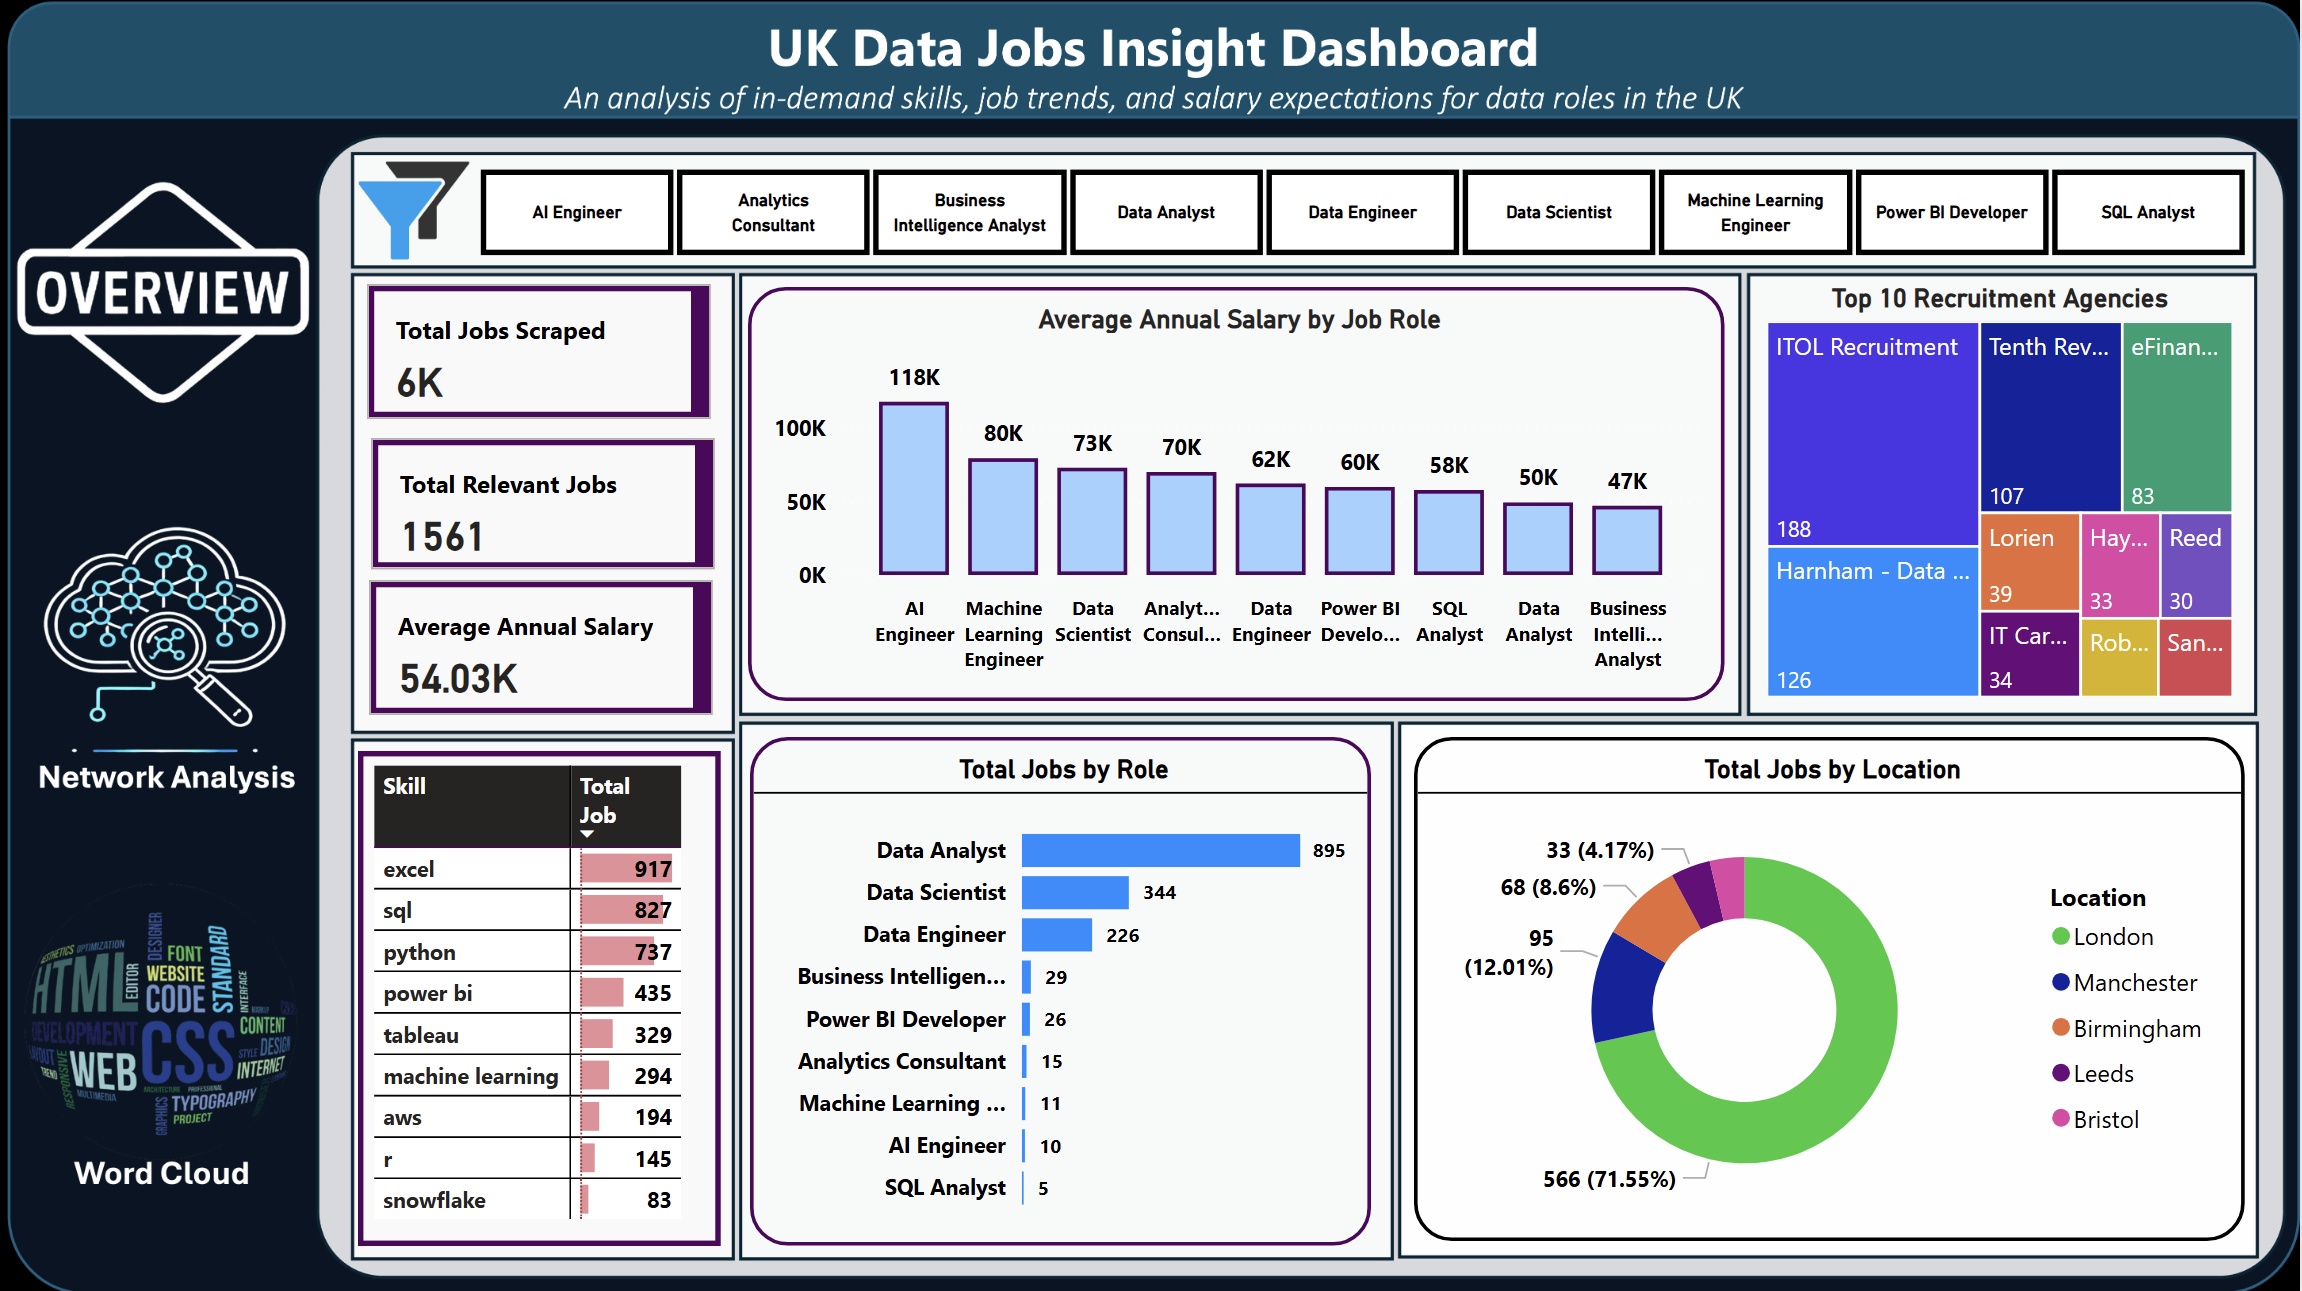 UK Data Jobs Insight Dashboard
An analysis of in-demand skills, job trends, and salary expectations for data roles in the UK
OVERVIEW
Network Analysis
AESTHETICS OPTIMIZATION
DESIGNER
FONT
STANDARD
HTML
EDITOR
WEBSITE
CODE
INTERFACE
DEVELOPMENT
CSS
CONTENT
LAYOUT
STYLE DESIGN
WEB
INTERNET
TREND
RESPONSIVE
MULTIMEDIA
ARCHITECTURE PROFESSIONAL
GRAPHICS
TYPOGRAPHY
PROJECT
Word Cloud
AI Engineer
Analytics
Consultant
Business
Intelligence Analyst
Data Analyst
Data Engineer
Data Scientist
Machine Learning
Engineer
Power BI Developer
SQL Analyst
Total Jobs Scraped
6K
Total Relevant Jobs
1561
Average Annual Salary
54.03K
Average Annual Salary by Job Role
118K
80K
73K
70K
62K
60K
58K
50K
47K
100K
50K
0K
AI
Engineer
Machine
Learning
Engineer
Data
Scientist
Analyt...
Consul...
Data
Engineer
Power BI
Develo...
SQL
Analyst
Data
Analyst
Business
Intelli...
Analyst
Top 10 Recruitment Agencies
ITOL Recruitment
188
Harnham - Data ...
126
Tenth Rev...
107
eFinan...
83
Lorien
39
Hay...
33
Reed
30
IT Car...
34
Rob...
San...
Skill Total
Job
excel 917
sql 827
python 737
power bi 435
tableau 329
machine learning 294
aws 194
r 145
snowflake 83
Total Jobs by Role
Data Analyst 895
Data Scientist 344
Data Engineer 226
Business Intelligen... 29
Power BI Developer 26
Analytics Consultant 15
Machine Learning ... 11
AI Engineer 10
SQL Analyst 5
Total Jobs by Location
33 (4.17%)
68 (8.6%)
95
(12.01%)
566 (71.55%)
Location
London
Manchester
Birmingham
Leeds
Bristol